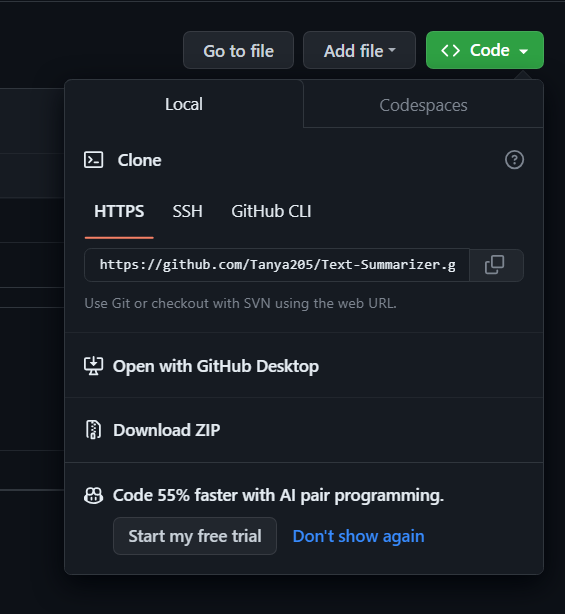 Go to file Add file <> Code
Local Codespaces
Clone
HTTPS SSH GitHub CLI
https://github.com/Tanya205/Text-Summarizer.g
Use Git or checkout with SVN using the web URL.
Open with GitHub Desktop
Download ZIP
Code 55% faster with AI pair programming.
Start my free trial Don't show again